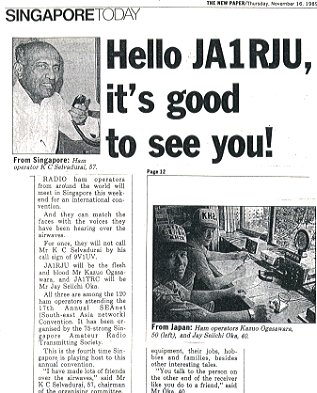 THE NEW PAPER/Thursday, November 16, 1989
SINGAPORETODAY
Hello JA1RJU,
it's good
to see you!
From Singapore: Ham
operator K C Selvadurai, 57.
RADIO ham operators
from around the world will
meet in Singapore this week-
end for an international con-
vention.
And they can match the
faces with the voices they
have been hearing over the
airwaves.
For once, they will not call
Mr K C Selvadurai by his
call sign of 9V1UV.
JA1RJU will be the flesh
and blood Mr Kazuo Ogasa-
wara, and JA1TRC will be
Mr Jay Seiichi Oka.
All three are among the 120
ham operators attending the
17th Annual SEAnet
(South-east Asia network)
Convention. It has been or-
ganised by the 75-strong Sin-
gapore Amateur Radio
Transmitting Society.
This is the fourth time Sin-
gapore is playing host to this
annual convention.
"I have made lots of friends
over the airwaves," said Mr
K C Selvadurai, 57, chairman
of the organising committee.
Page 12
KHz
From Japan: Ham operators Kazuo Ogasawara,
50 (left), and Jay Seiichi Oka, 40.
equipment, their jobs, hob-
bies and families, besides
other interesting tales.
"You talk to the person on
the other end of the receiver
like you do to a friend," said
Mr Oka, 40.